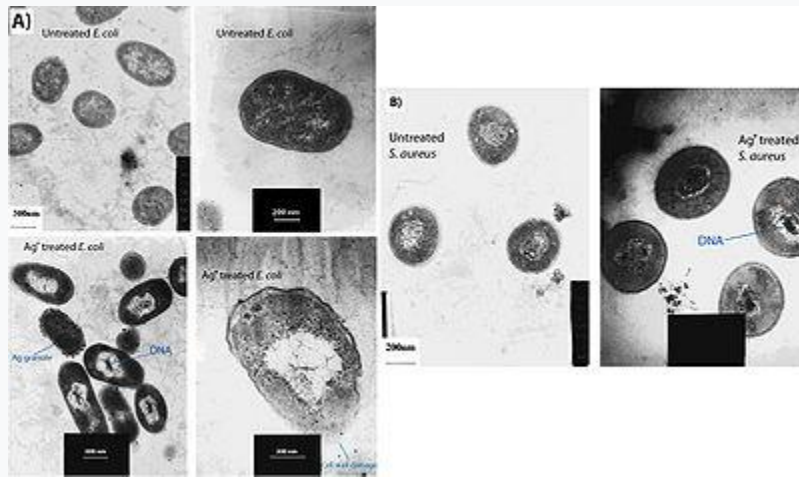 A)
Untreated E. coli
Untreated E. coli
200 nm
Ag⁺ treated E. coli
Ag granule
DNA
Ag⁺ treated E. coli
B)
Untreated
S. aureus
200nm
Ag⁺ treated
S. aureus
DNA